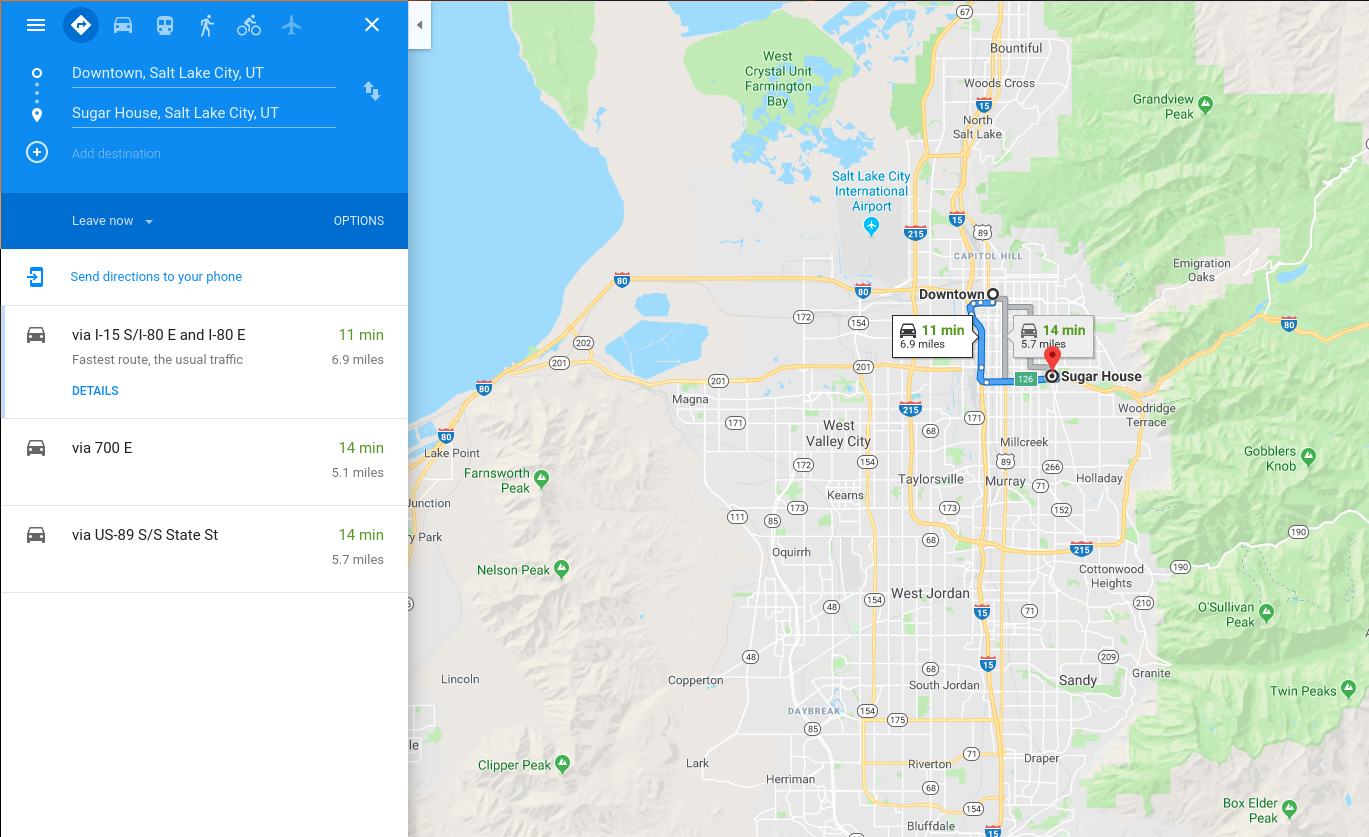 Downtown, Salt Lake City, UT
Sugar House, Salt Lake City, UT
Add destination
Leave now
OPTIONS
Send directions to your phone
via I-15 S/I-80 E and I-80 E
11 min
Fastest route, the usual traffic
6.9 miles
DETAILS
via 700 E
14 min
5.1 miles
via US-89 S/S State St
14 min
5.7 miles
67
Bountiful
West
Crystal Unit
Farmington
Bay
Woods Cross
15
Grandview
Peak
North
Salt Lake
Salt Lake City
International
Airport
15
215
89
CAPITOL HILL
Emigration
Oaks
80
80
Downtown
172
154
80
11 min
6.9 miles
14 min
5.7 miles
202
201
201
201
126
Sugar House
80
Magna
215
Woodridge
Terrace
171
68
171
80
West
Valley City
Millcreek
Lake Point
Gobblers
Knob
172
154
89
266
Farnsworth
Peak
Taylorsville
Murray
71
Holladay
Kearns
Junction
173
173
152
111
85
ry Park
68
190
Oquirrh
215
190
Nelson Peak
Cottonwood
Heights
West Jordan
154
48
15
71
210
O'Sullivan
Peak
48
15
209
68
Lincoln
Copperton
South Jordan
Sandy
Granite
Twin Peaks
DAYBREAK
154
175
85
le
71
Clipper Peak
Lark
Riverton
Draper
Herriman
68
154
Box Elder
Peak
Bluffdale
15